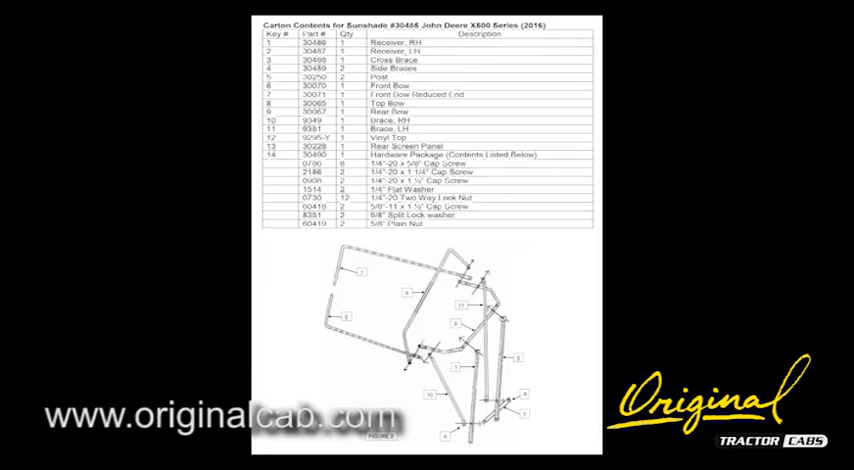 Carton Contents for Sunshade #30485 John Deere X500 Series (2016)
Key # Part # Qty Description
1 30486 1 Receiver, RH
2 30487 1 Receiver, LH
3 30488 1 Cross Brace
4 30489 2 Side Braces
5 30250 2 Post
6 30070 1 Front Bow
7 30071 1 Front Bow Reduced End
8 30065 1 Top Bow
9 30067 1 Rear Bow
10 9349 1 Brace, RH
11 9351 1 Brace, LH
12 9295-Y 1 Vinyl Top
13 30228 1 Rear Screen Panel
14 30490 1 Hardware Package (Contents Listed Below)
0786 8 1/4"-20 x 5/8" Cap Screw
2186 2 1/4"-20 x 1 1/4" Cap Screw
0908 2 1/4"-20 x 1 ½" Cap Screw
1514 2 1/4" Flat Washer
0730 12 1/4"-20 Two Way Lock Nut
60418 2 5/8"-11 x 1 ½" Cap Screw
8351 2 5/8" Split Lock washer
60419 2 5/8" Plain Nut
7
11
9
5
10
A
A
FIGURE
www.originalcab.com
Original
TRACTOR CABS